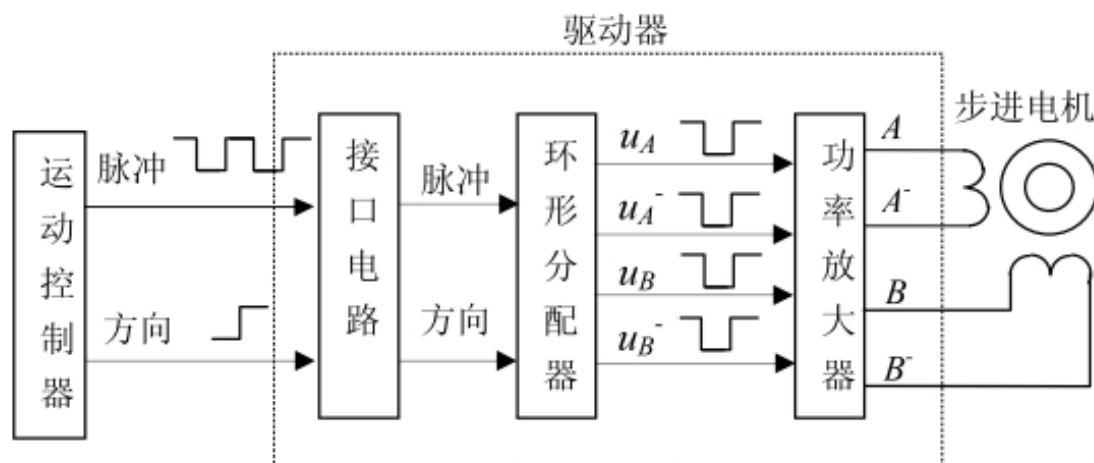 驱动器
步进电机
运动控制器
脉冲
方向
接口电路
脉冲
方向
环形分配器
u_A
u_A^-
u_B
u_B^-
功率放大器
A
A^-
B
B^-